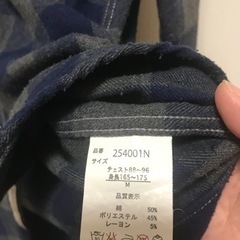 品番 254001N
サイズ
チェスト88~96
身長165~175
M
品質表示
綿 50%
ポリエステル 45%
レーヨン 5%